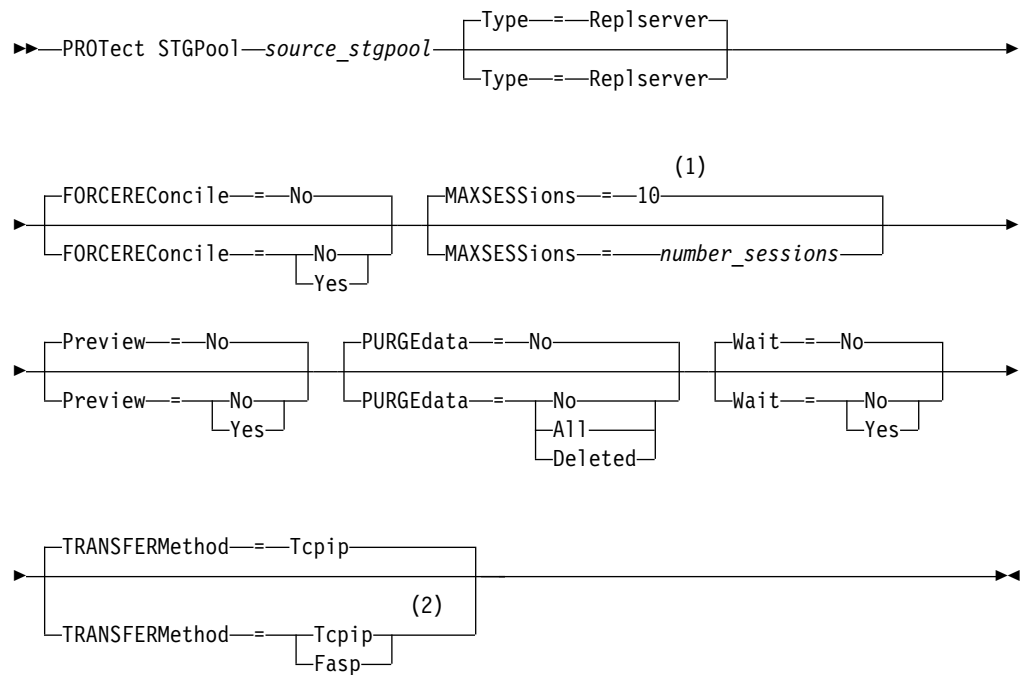 Type = Replserver
PROTect STGPool source_stgpool
Type = Replserver
(1)
FORCEREConcile = No MAXSESSions = 10
FORCEREConcile = No MAXSESSions = number_sessions
Yes
Preview = No PURGEdata = No Wait = No
Preview = No PURGEdata = No Wait = No
Yes All Yes
Deleted
TRANSFERMethod = Tcpip
(2)
TRANSFERMethod = Tcpip
Fasp